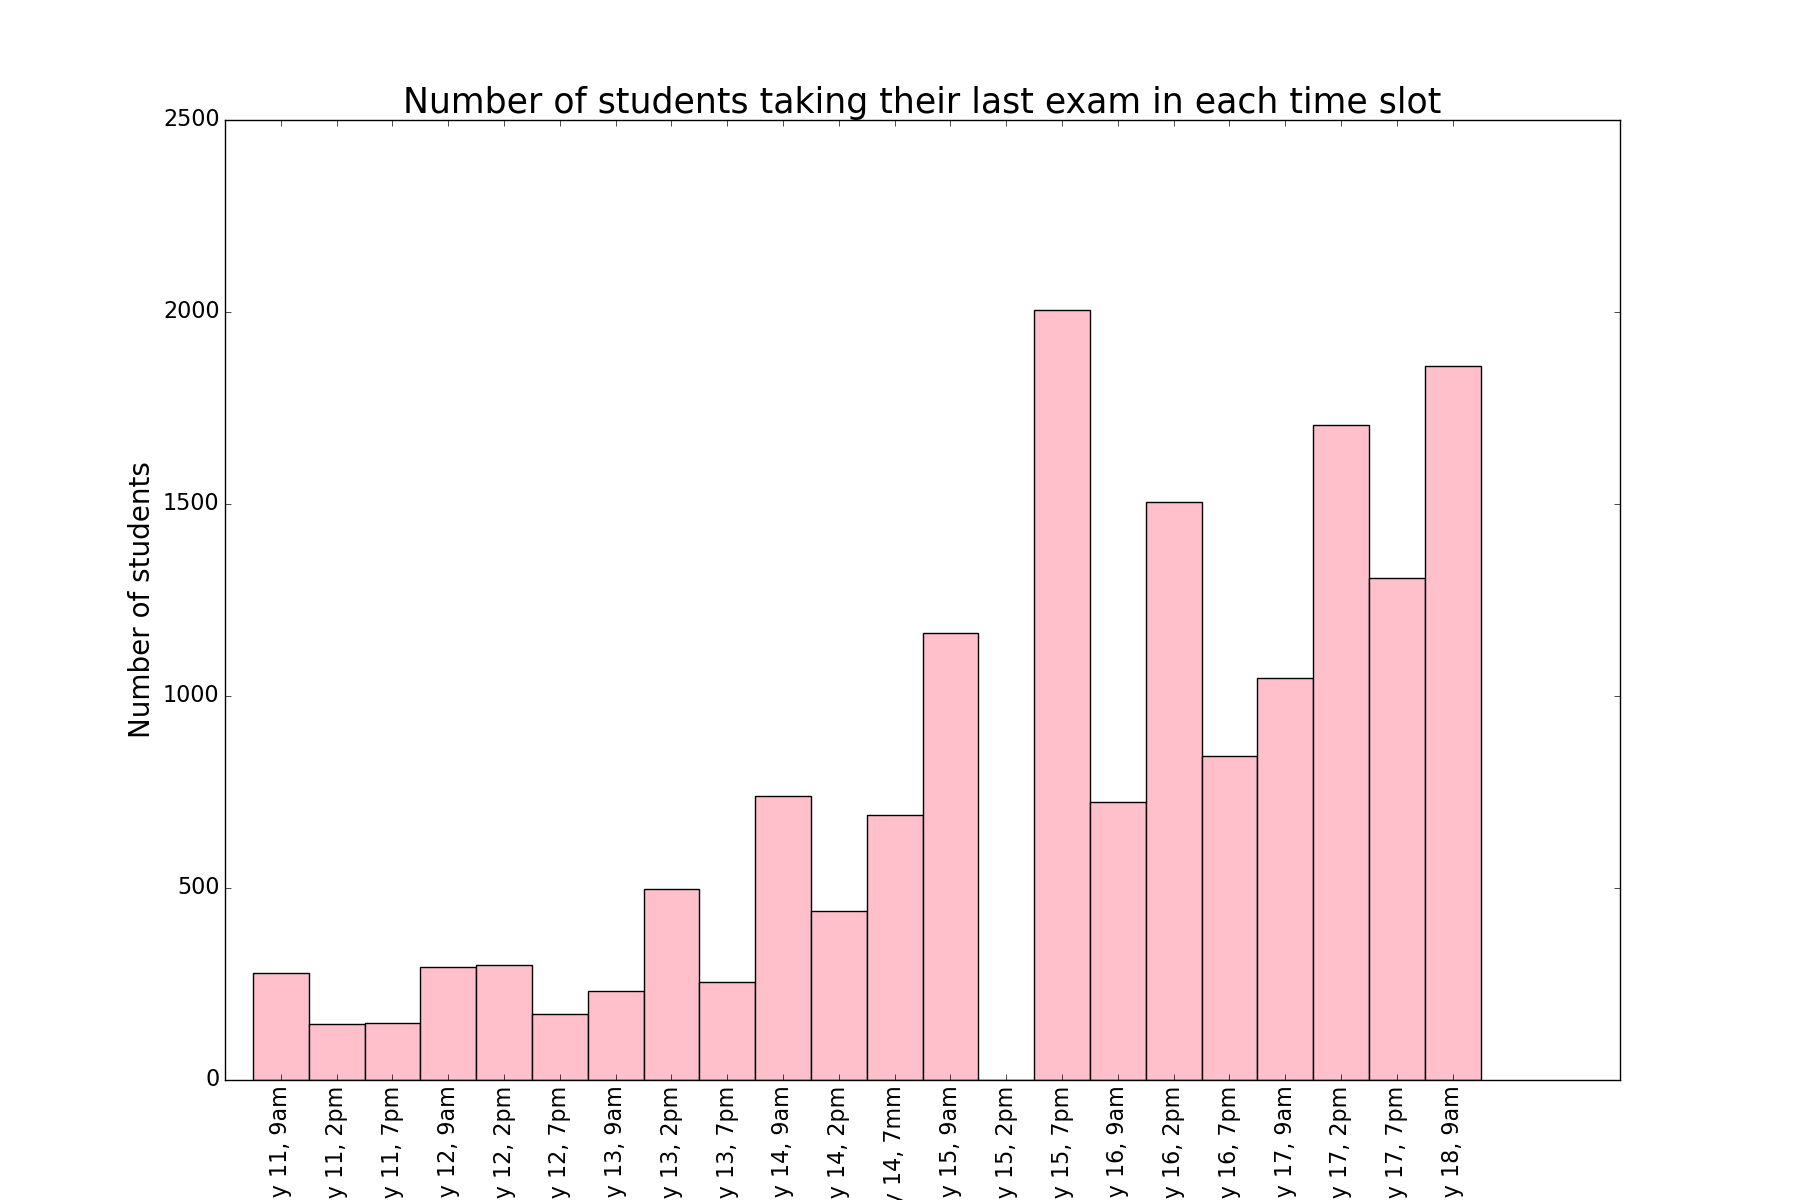 Number of students taking their last exam in each time slot
2500
2000
1500
1000
500
0
Number of students
y 11, 9am
y 11, 2pm
y 11, 7pm
y 12, 9am
y 12, 2pm
y 12, 7pm
y 13, 9am
y 13, 2pm
y 13, 7pm
y 14, 9am
y 14, 2pm
y 14, 7mm
y 15, 9am
y 15, 2pm
y 15, 7pm
y 16, 9am
y 16, 2pm
y 16, 7pm
y 17, 9am
y 17, 2pm
y 17, 7pm
y 18, 9am